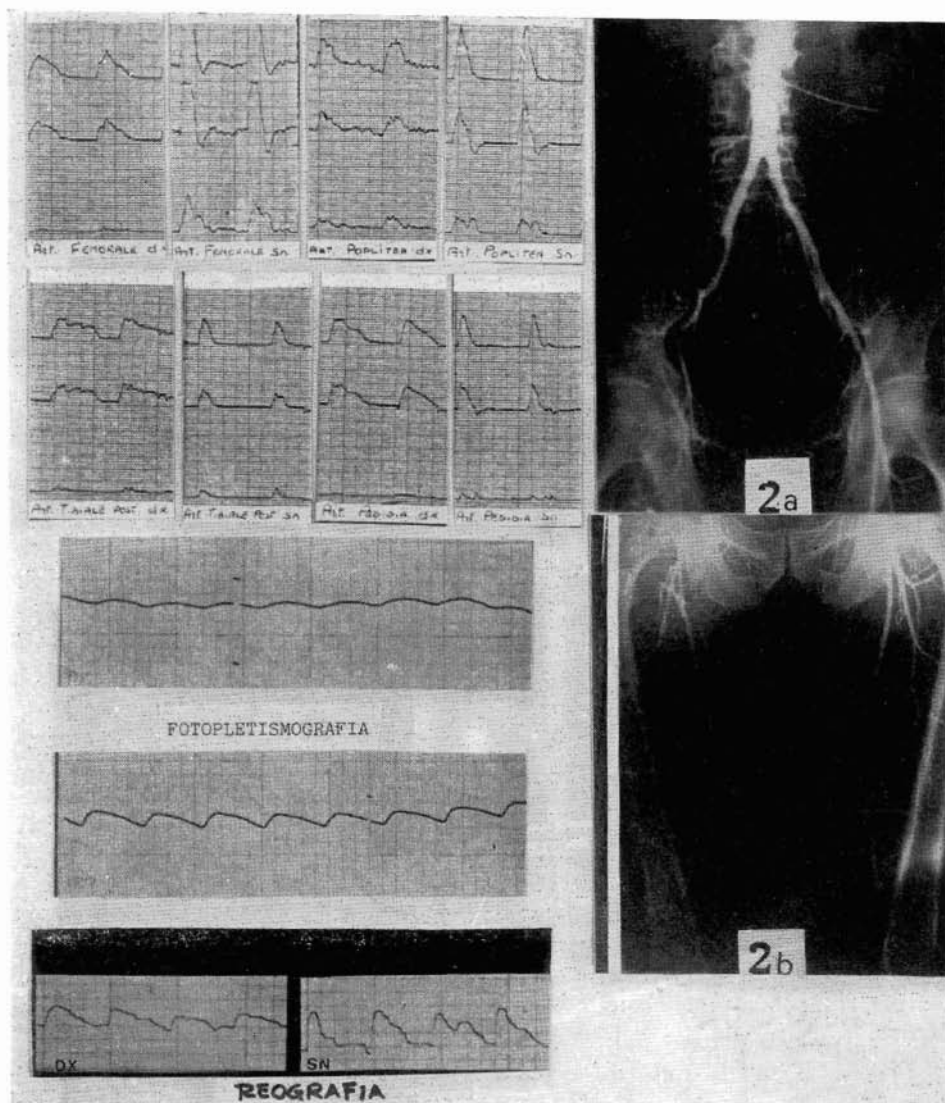 Art. FEMORALE dx
Art. FEMORALE Sn
Art. POPLITEA dx
Art. POPLITEA Sn.
Art. TIBIALE POST dx
Art. TIBIALE POST Sn
Art. PEDIDIA dx
Art. PEDIDIA Sn
2a
FOTOPLETISMOGRAFIA
2b
DX
SN
REOGRAFIA